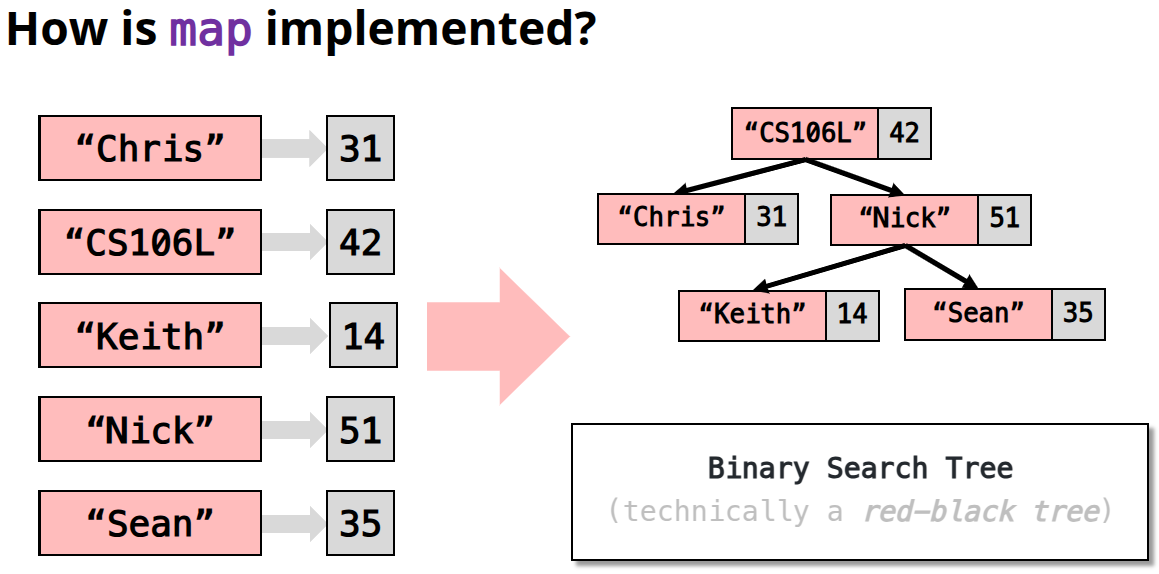 How is map implemented?
“Chris” 31
“CS106L” 42
“Keith” 14
“Nick” 51
“Sean” 35
“CS106L” 42
“Chris” 31
“Nick” 51
“Keith” 14
“Sean” 35
Binary Search Tree
(technically a red-black tree)